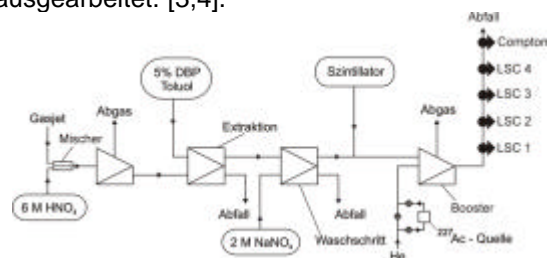 ausgearbeitet. [3,4].
Abfall
Compton
LSC 4
LSC 3
LSC 2
LSC 1
5% DBP
Toluol
Szintillator
Gasjet
Abgas
Extraktion
Abgas
Mischer
6 M HNO₃
Abfall
Abfall
2 M NaNO₃
Waschschritt
Booster
²²⁷Ac - Quelle
He